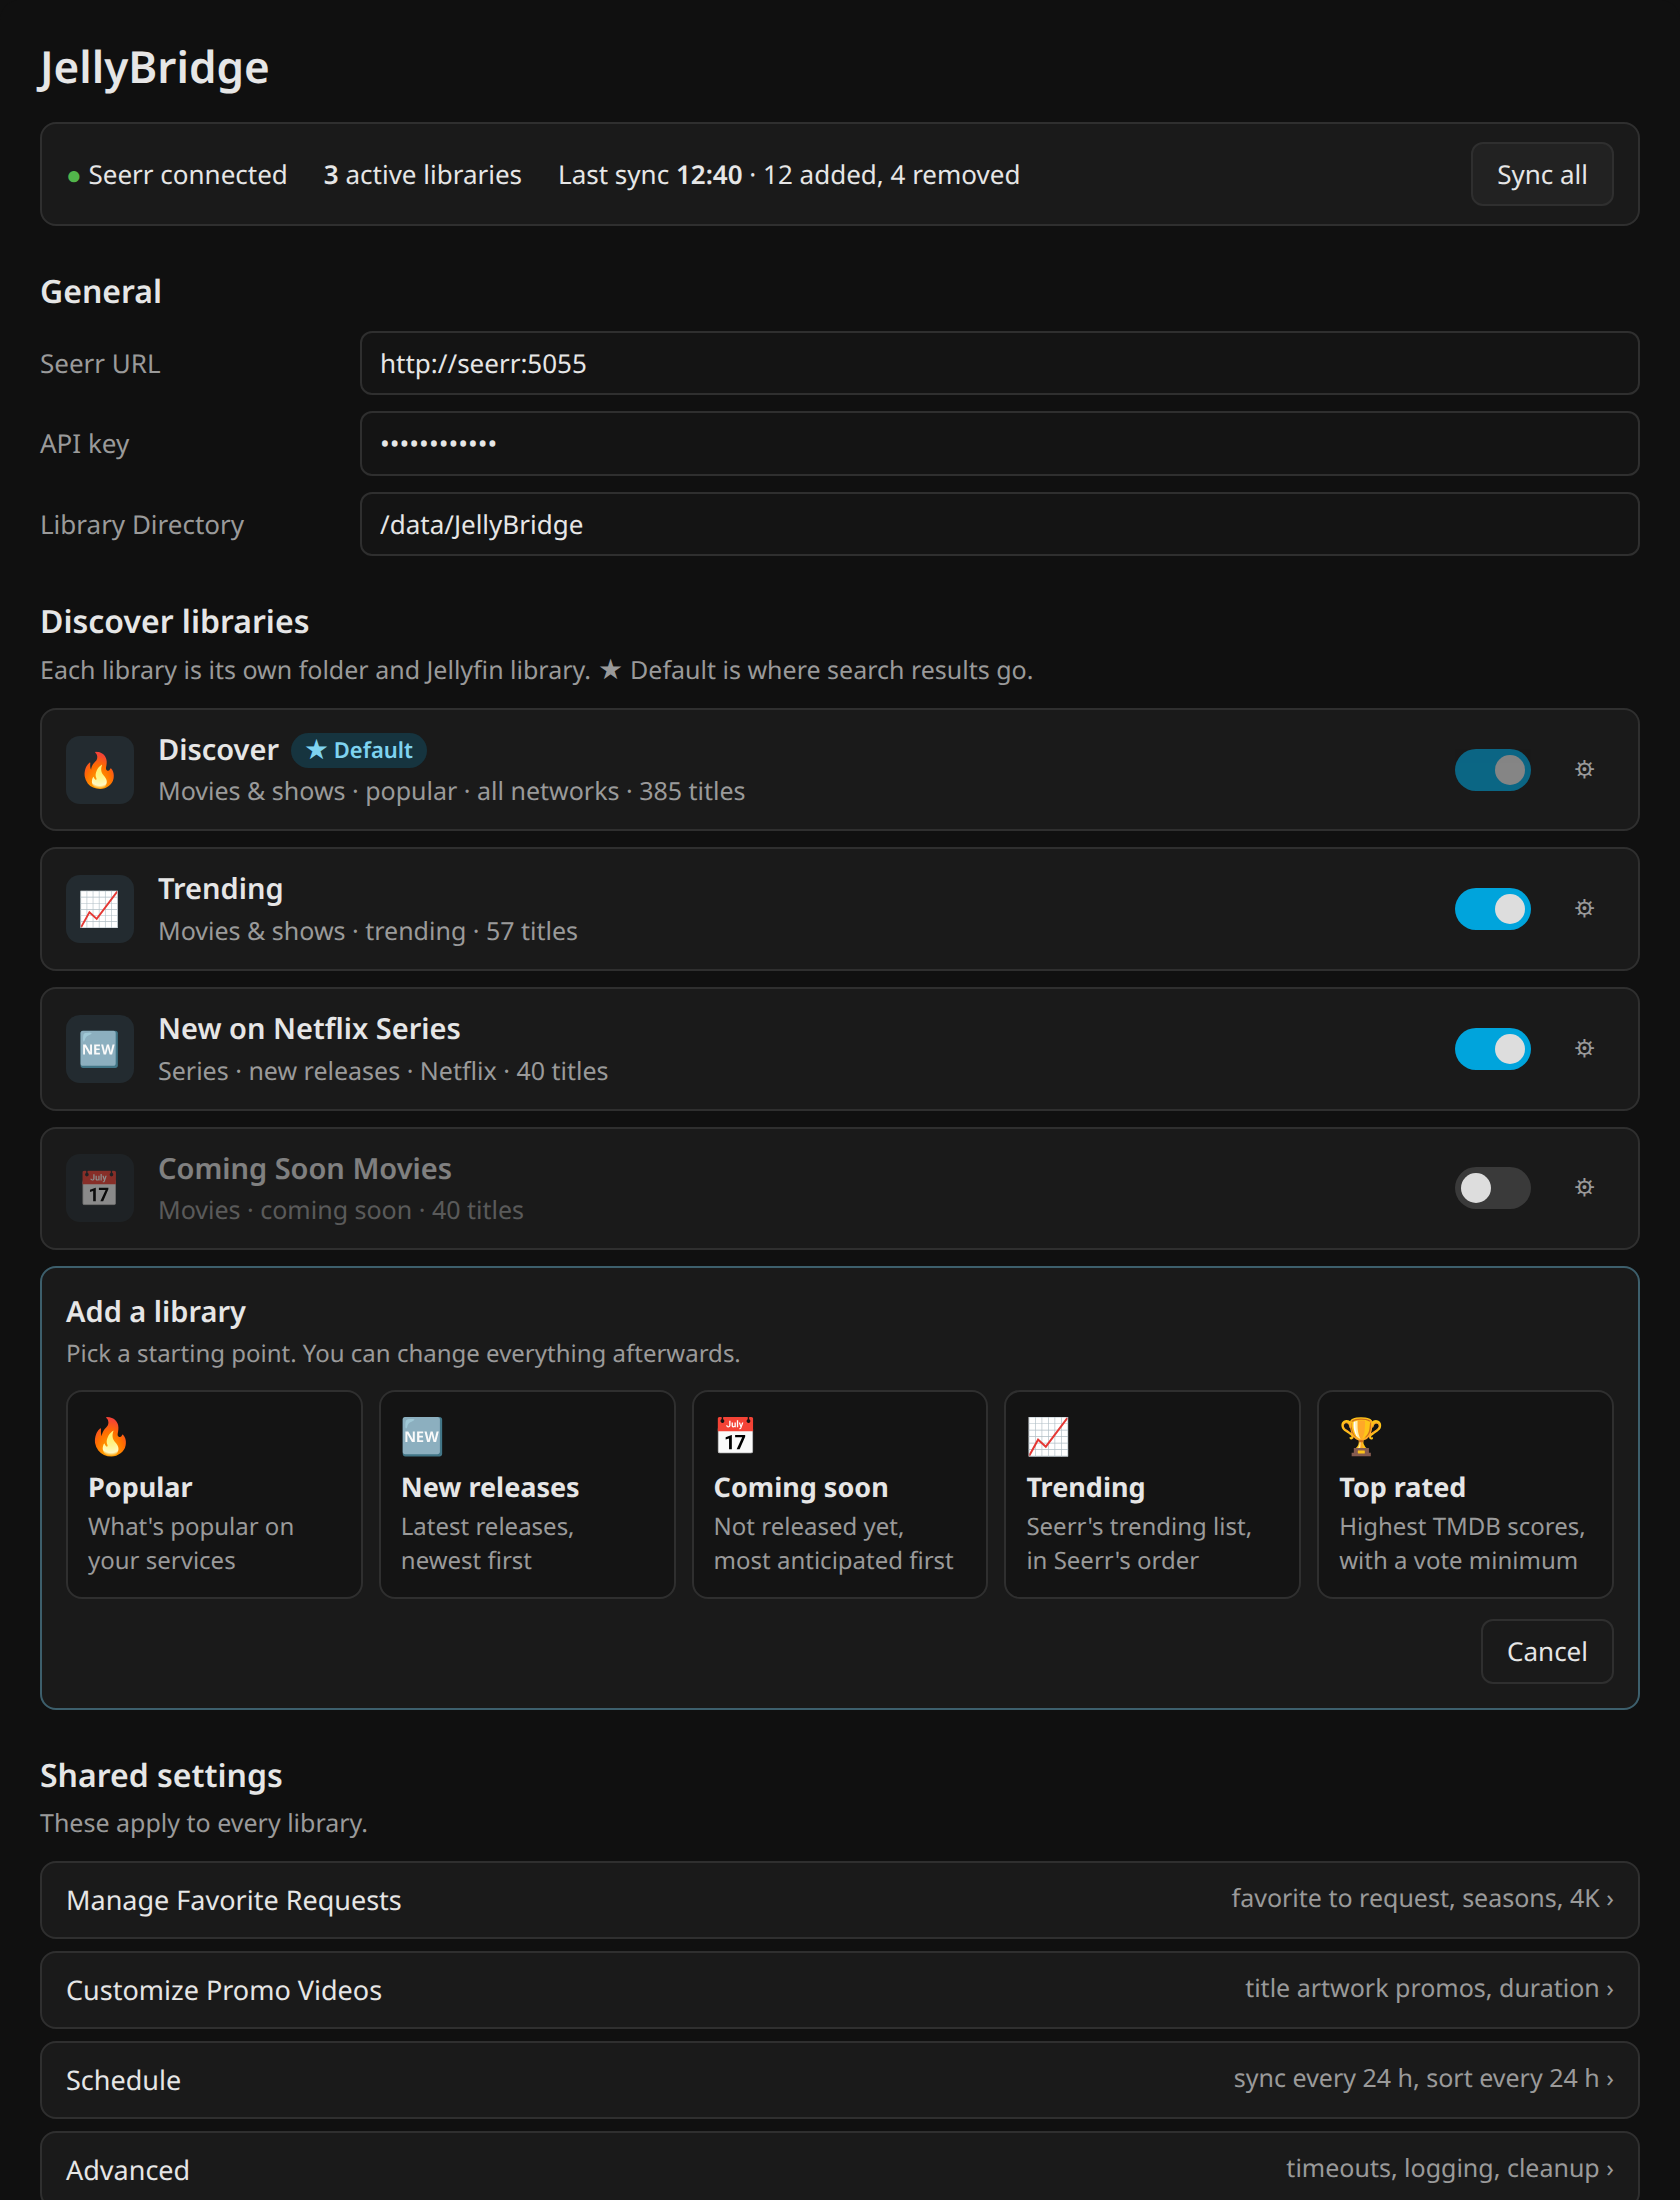 JellyBridge
● Seerr connected 3 active libraries Last sync 12:40 · 12 added, 4 removed Sync all
General
Seerr URL http://seerr:5055
API key ••••••••••••
Library Directory /data/JellyBridge
Discover libraries
Each library is its own folder and Jellyfin library. ★ Default is where search results go.
Discover ★ Default
Movies & shows · popular · all networks · 385 titles
Trending
Movies & shows · trending · 57 titles
NEW
New on Netflix Series
Series · new releases · Netflix · 40 titles
July
17
Coming Soon Movies
Movies · coming soon · 40 titles
Add a library
Pick a starting point. You can change everything afterwards.
Popular
What's popular on
your services
NEW
New releases
Latest releases,
newest first
July
17
Coming soon
Not released yet,
most anticipated first
Trending
Seerr's trending list,
in Seerr's order
Top rated
Highest TMDB scores,
with a vote minimum
Cancel
Shared settings
These apply to every library.
Manage Favorite Requests favorite to request, seasons, 4K ›
Customize Promo Videos title artwork promos, duration ›
Schedule sync every 24 h, sort every 24 h ›
Advanced timeouts, logging, cleanup ›